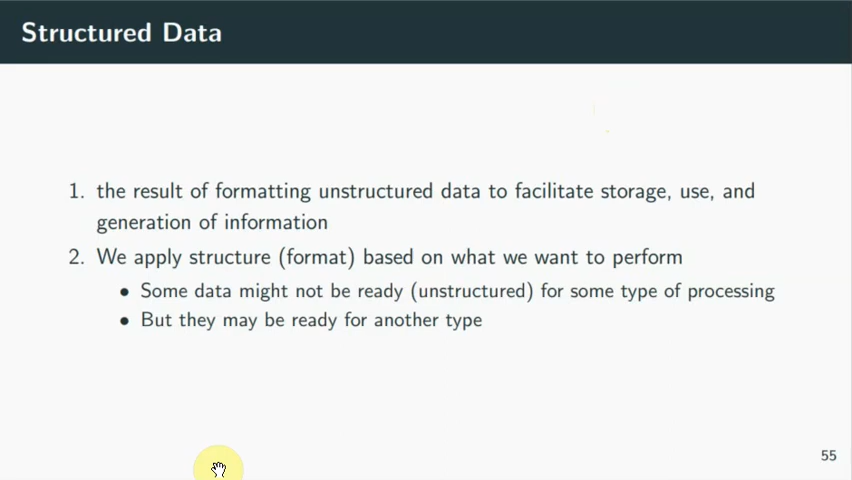 Structured Data
1. the result of formatting unstructured data to facilitate storage, use, and
generation of information
2. We apply structure (format) based on what we want to perform
• Some data might not be ready (unstructured) for some type of processing
• But they may be ready for another type
55